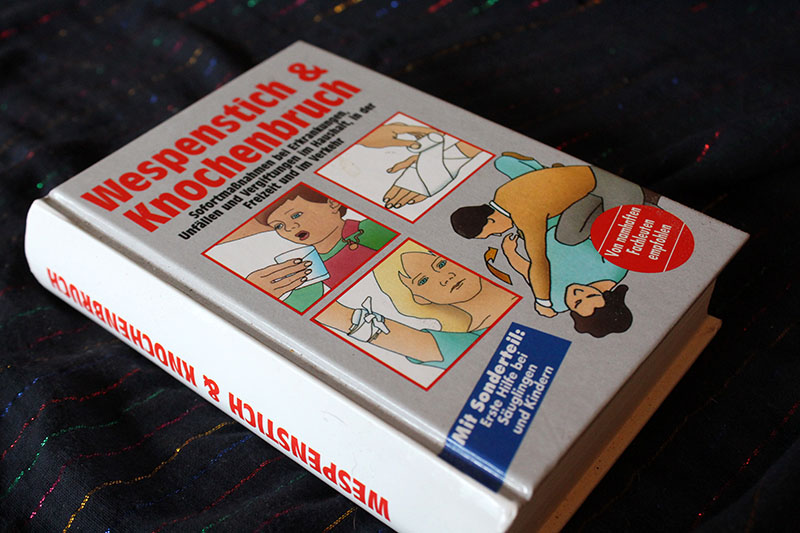 Wespenstich &
Knochenbruch
Sofortmaßnahmen bei Erkrankungen,
Unfällen und Vergiftungen im Haushalt, in der
Freizeit und im Verkehr
Von namhaften
Fachleuten
empfohlen
Mit Sonderteil:
Erste Hilfe bei
Säuglingen
und Kindern
WESPENSTICH & KNOCHENBRUCH